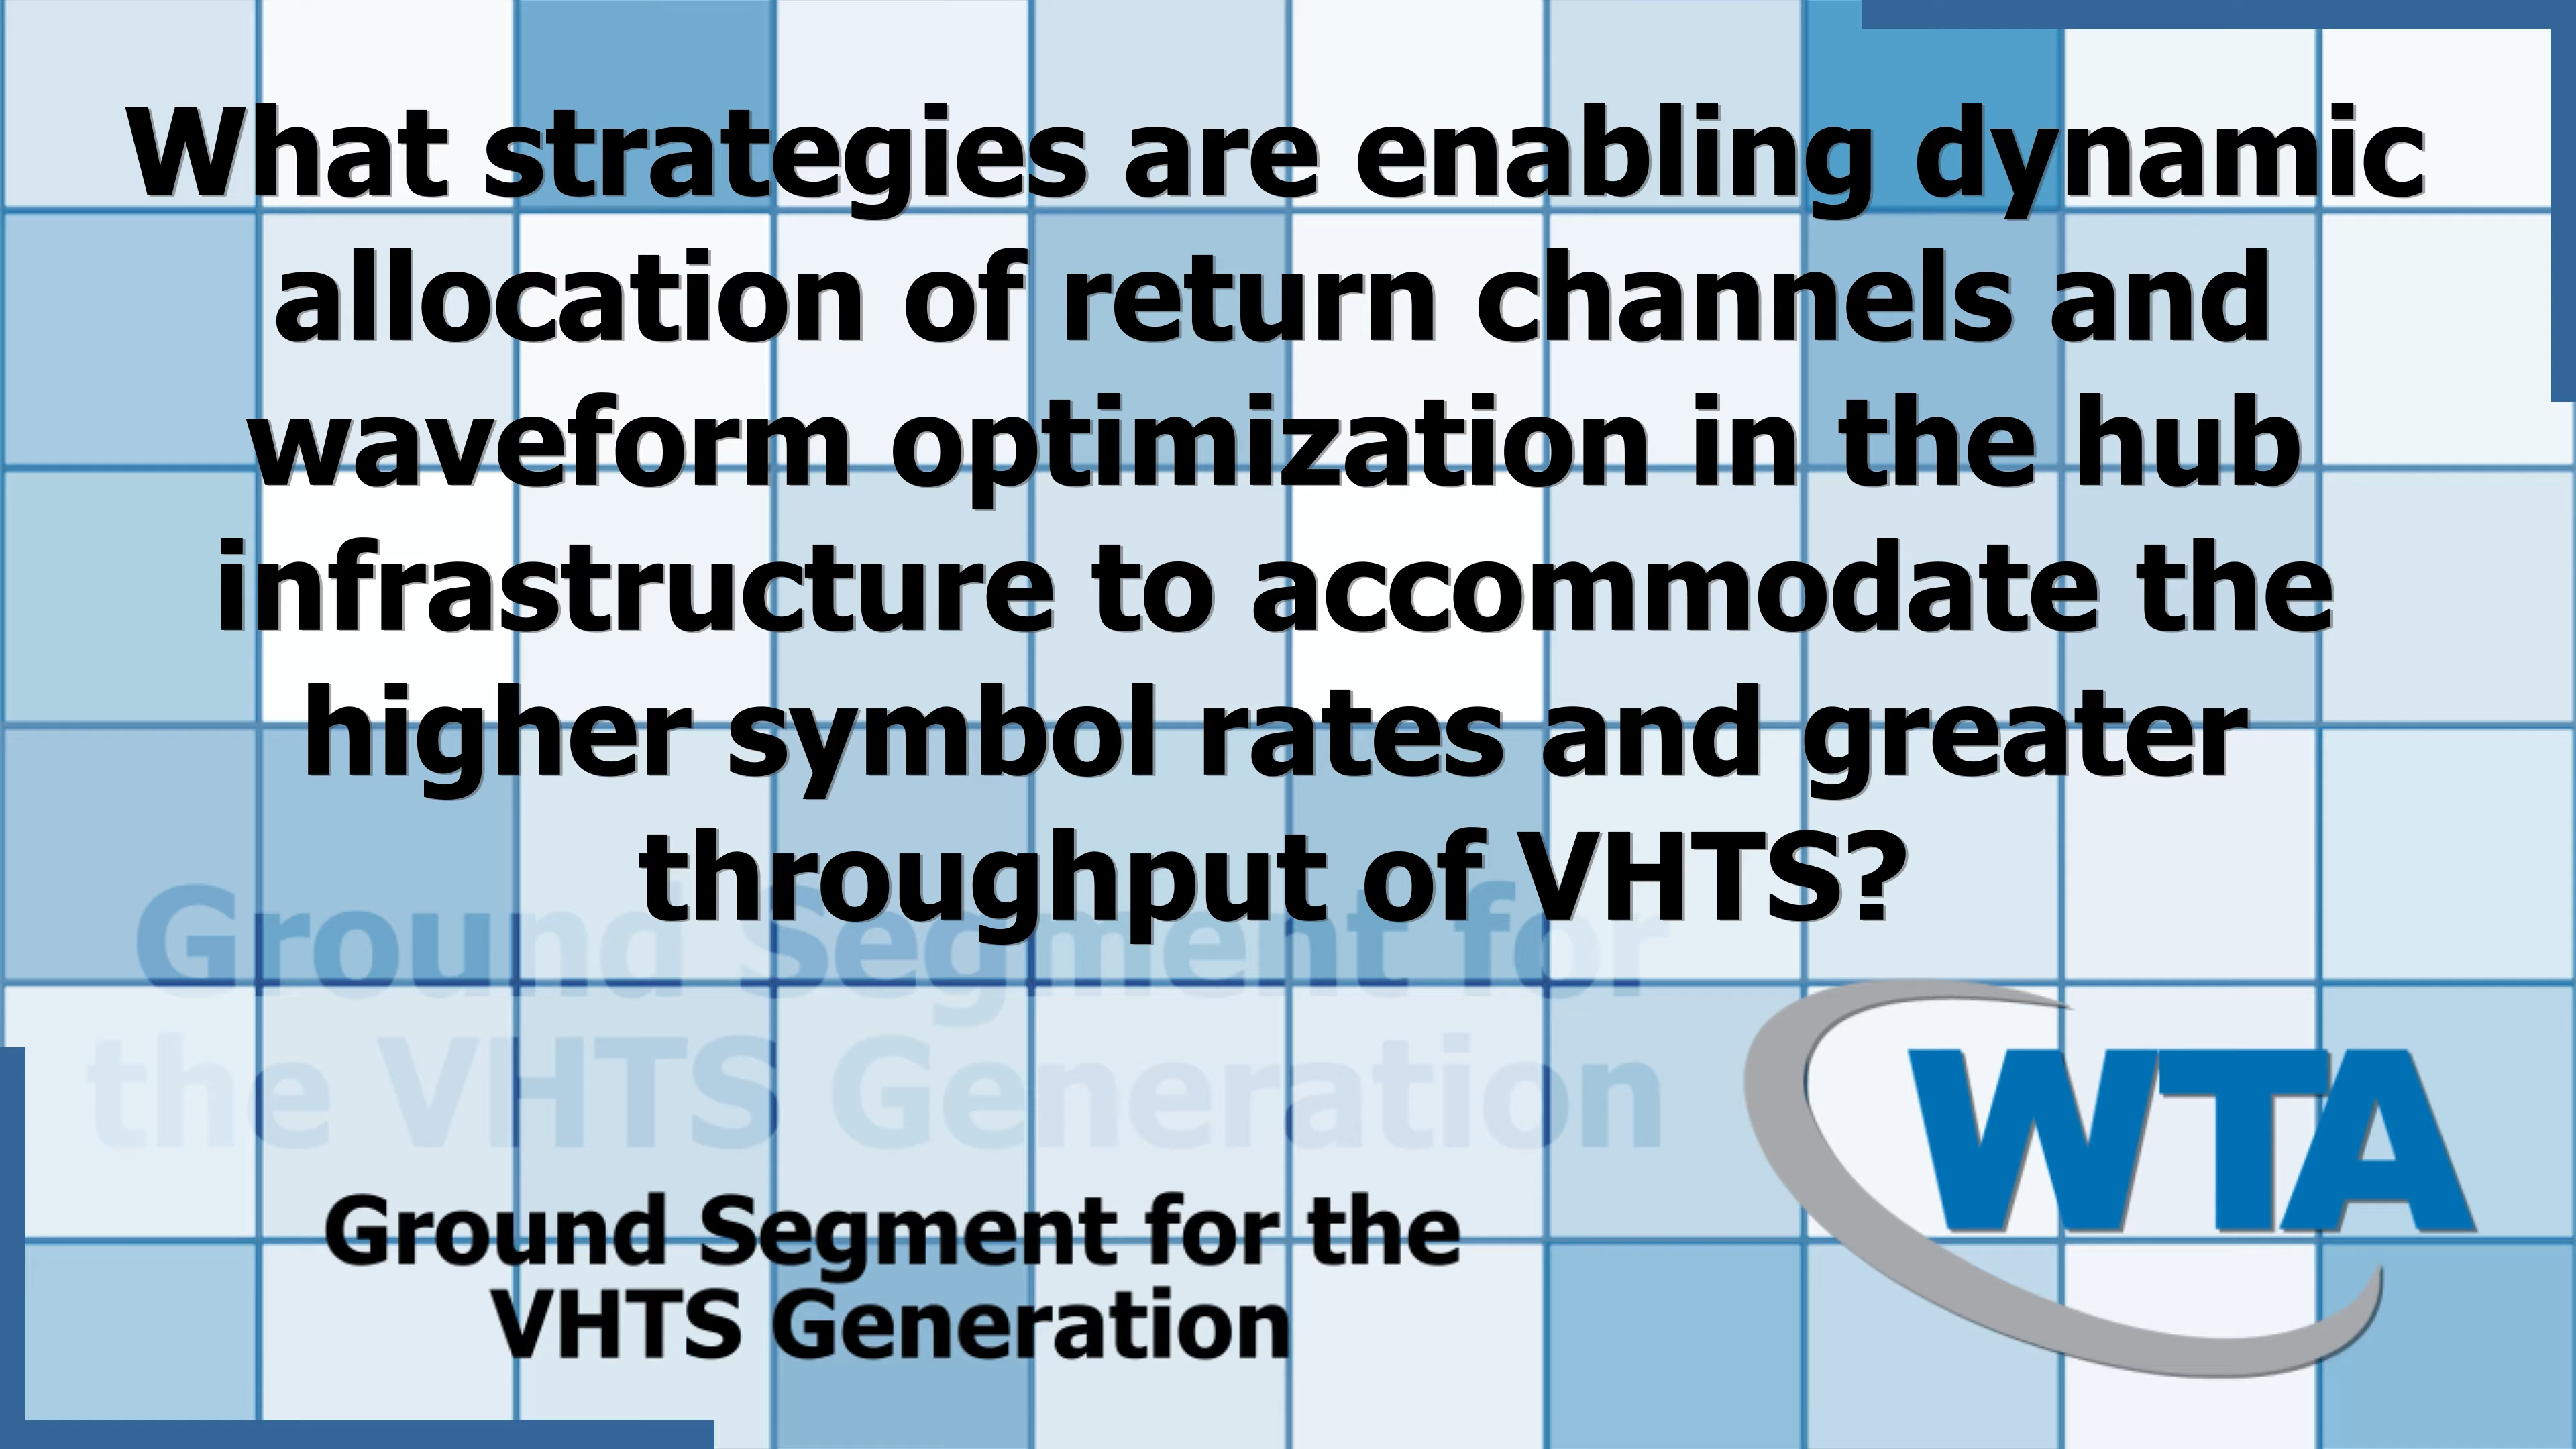 What strategies are enabling dynamic
allocation of return channels and
waveform optimization in the hub
infrastructure to accommodate the
higher symbol rates and greater
throughput of VHTS?
Ground Segment for
the VHTS Generation
WTA
Ground Segment for the
VHTS Generation